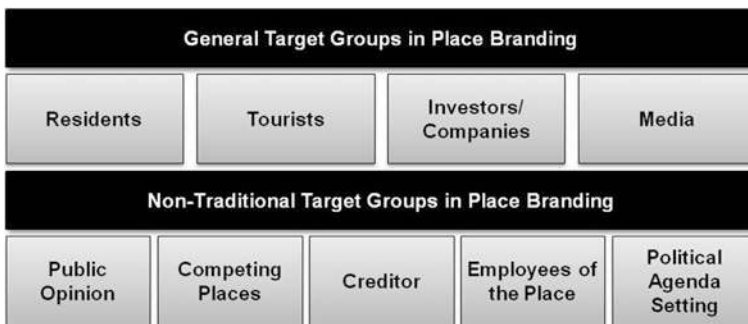 General Target Groups in Place Branding
Residents
Tourists
Investors/
Companies
Media
Non-Traditional Target Groups in Place Branding
Public
Opinion
Competing
Places
Creditor
Employees of
the Place
Political
Agenda
Setting